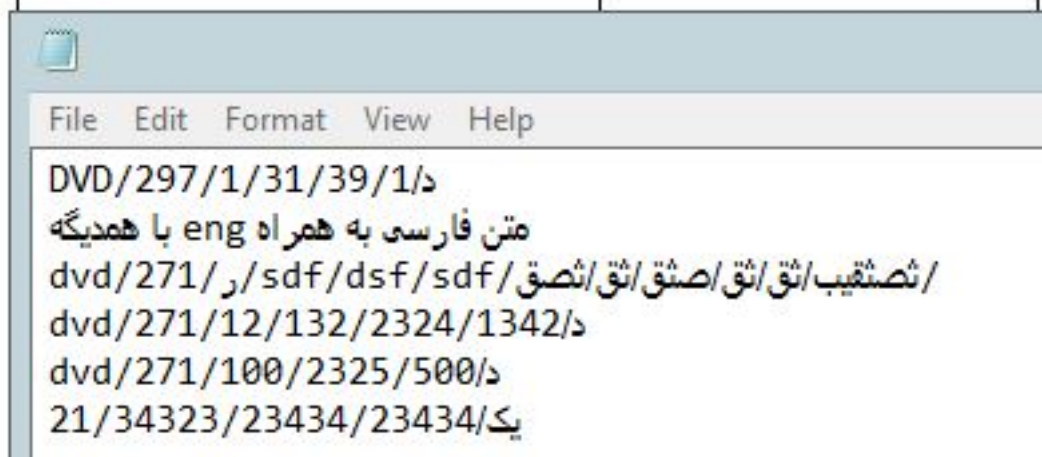 File Edit Format View Help
DVD/297/1/31/39/1/د
متن فارسی به همراه eng با همدیگه
dvd/271/ر/sdf/dsf/sdf/ثصثقیب/ثق/ثق/صثق/ثق/ثصق/
dvd/271/12/132/2324/1342/د
dvd/271/100/2325/500/د
21/34323/23434/23434/یک